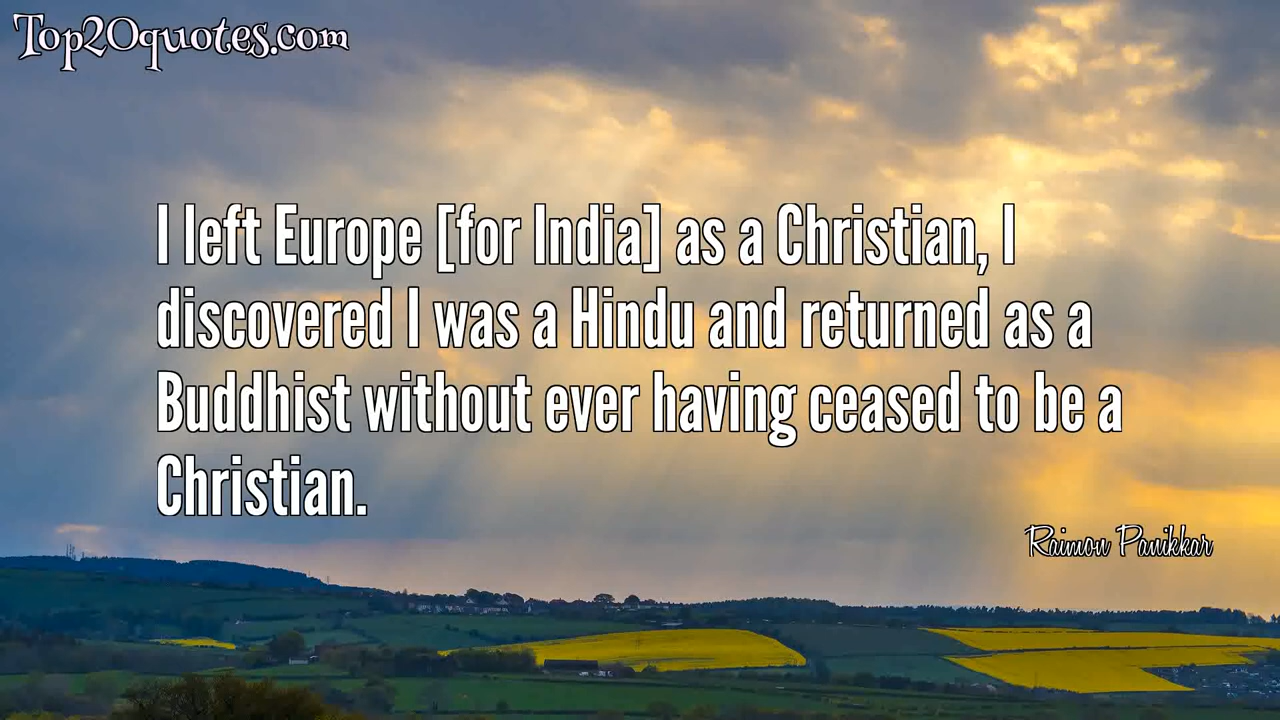 Top20quotes.com
I left Europe [for India] as a Christian, I
discovered I was a Hindu and returned as a
Buddhist without ever having ceased to be a
Christian.
Raimon Panikkar